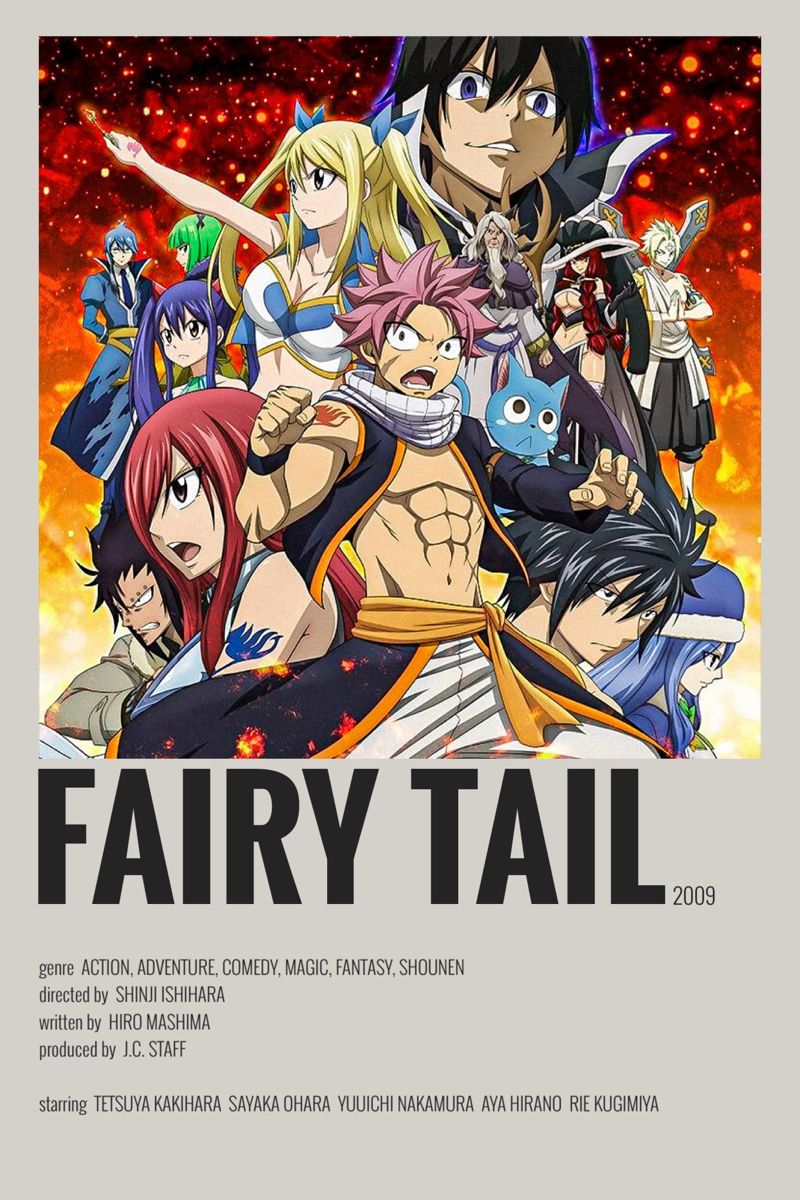 FAIRY TAIL 2009
genre ACTION, ADVENTURE, COMEDY, MAGIC, FANTASY, SHOUNEN
directed by SHINJI ISHIHARA
written by HIRO MASHIMA
produced by J.C. STAFF
starring TETSUYA KAKIHARA SAYAKA OHARA YUUICHI NAKAMURA AYA HIRANO RIE KUGIMIYA